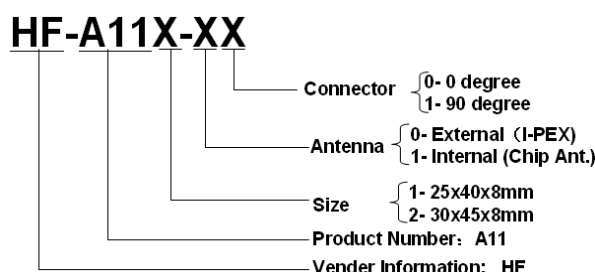 HF-A11X-XX
Connector 0- 0 degree
1- 90 degree
Antenna 0- External（I-PEX)
1- Internal (Chip Ant.)
Size 1- 25x40x8mm
2- 30x45x8mm
Product Number：A11
Vender Information: HF